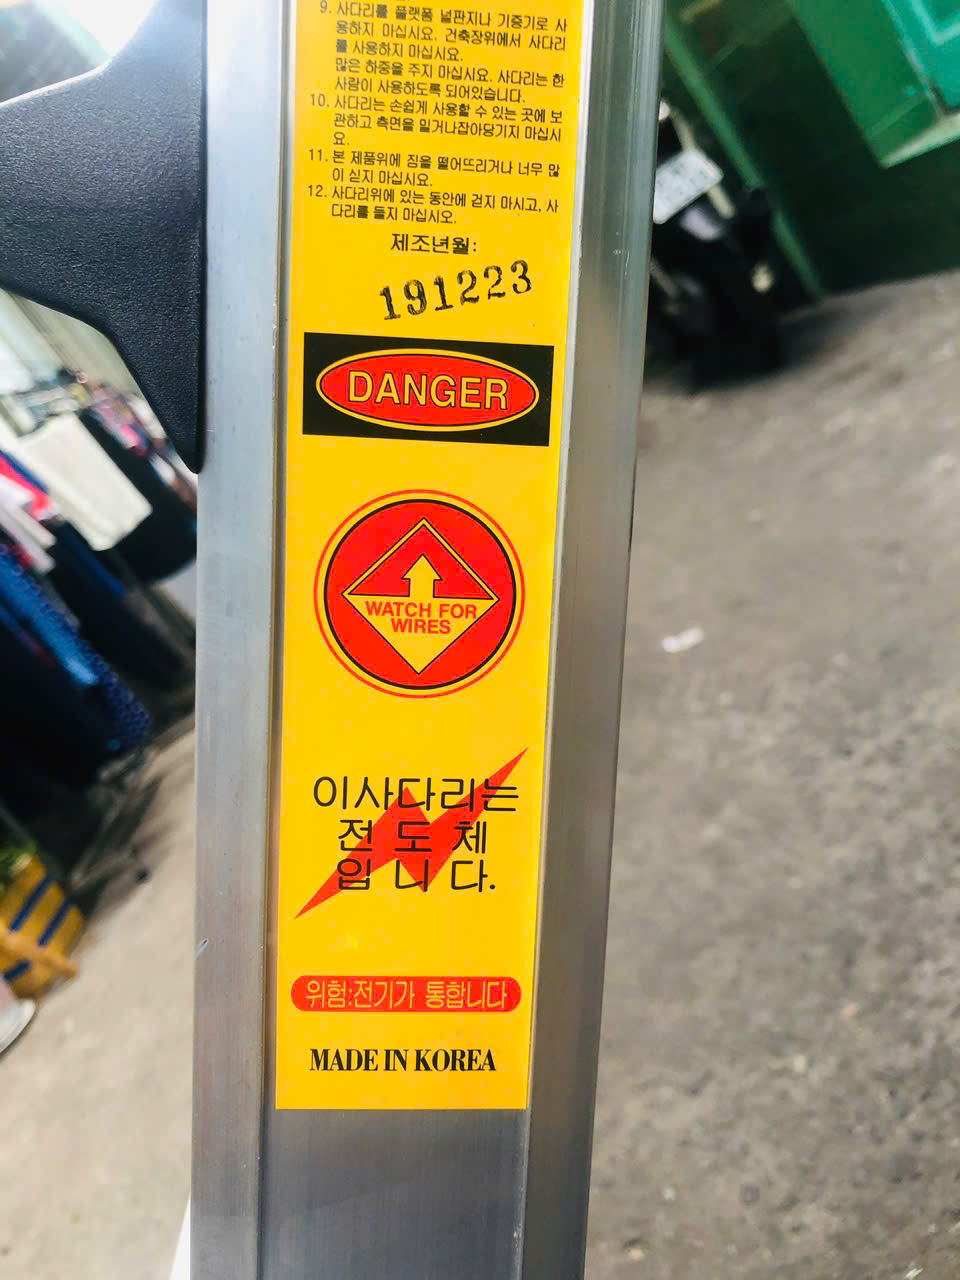 9. 사다리를 플랫폼 널판지나 기중기로 사
용하지 마십시요. 건축장위에서 사다리
를 사용하지 마십시요.
많은 하중을 주지 마십시요. 사다리는 한
사람이 사용하도록 되어있습니다.
10. 사다리는 손쉽게 사용할 수 있는 곳에 보
관하고 측면을 밀거나잡아당기지 마십시
요.
11. 본 제품위에 짐을 떨어뜨리거나 너무 많
이 싣지 마십시요.
12. 사다리위에 있는 동안에 걷지 마시고, 사
다리를 들지 마십시오.
제조년월:
191223
DANGER
WATCH FOR
WIRES
이사다리는
전 도 체
입 니 다.
위험:전기가 통합니다
MADE IN KOREA